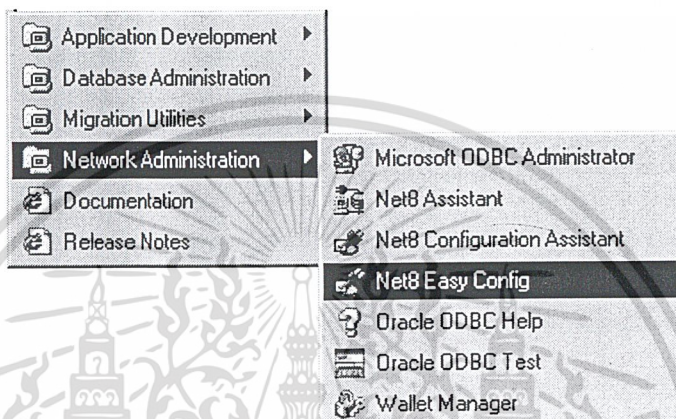 Application Development
Database Administration
Migration Utilities
Network Administration
Documentation
Release Notes
Microsoft ODBC Administrator
Net8 Assistant
Net8 Configuration Assistant
Net8 Easy Config
Oracle ODBC Help
Oracle ODBC Test
Wallet Manager